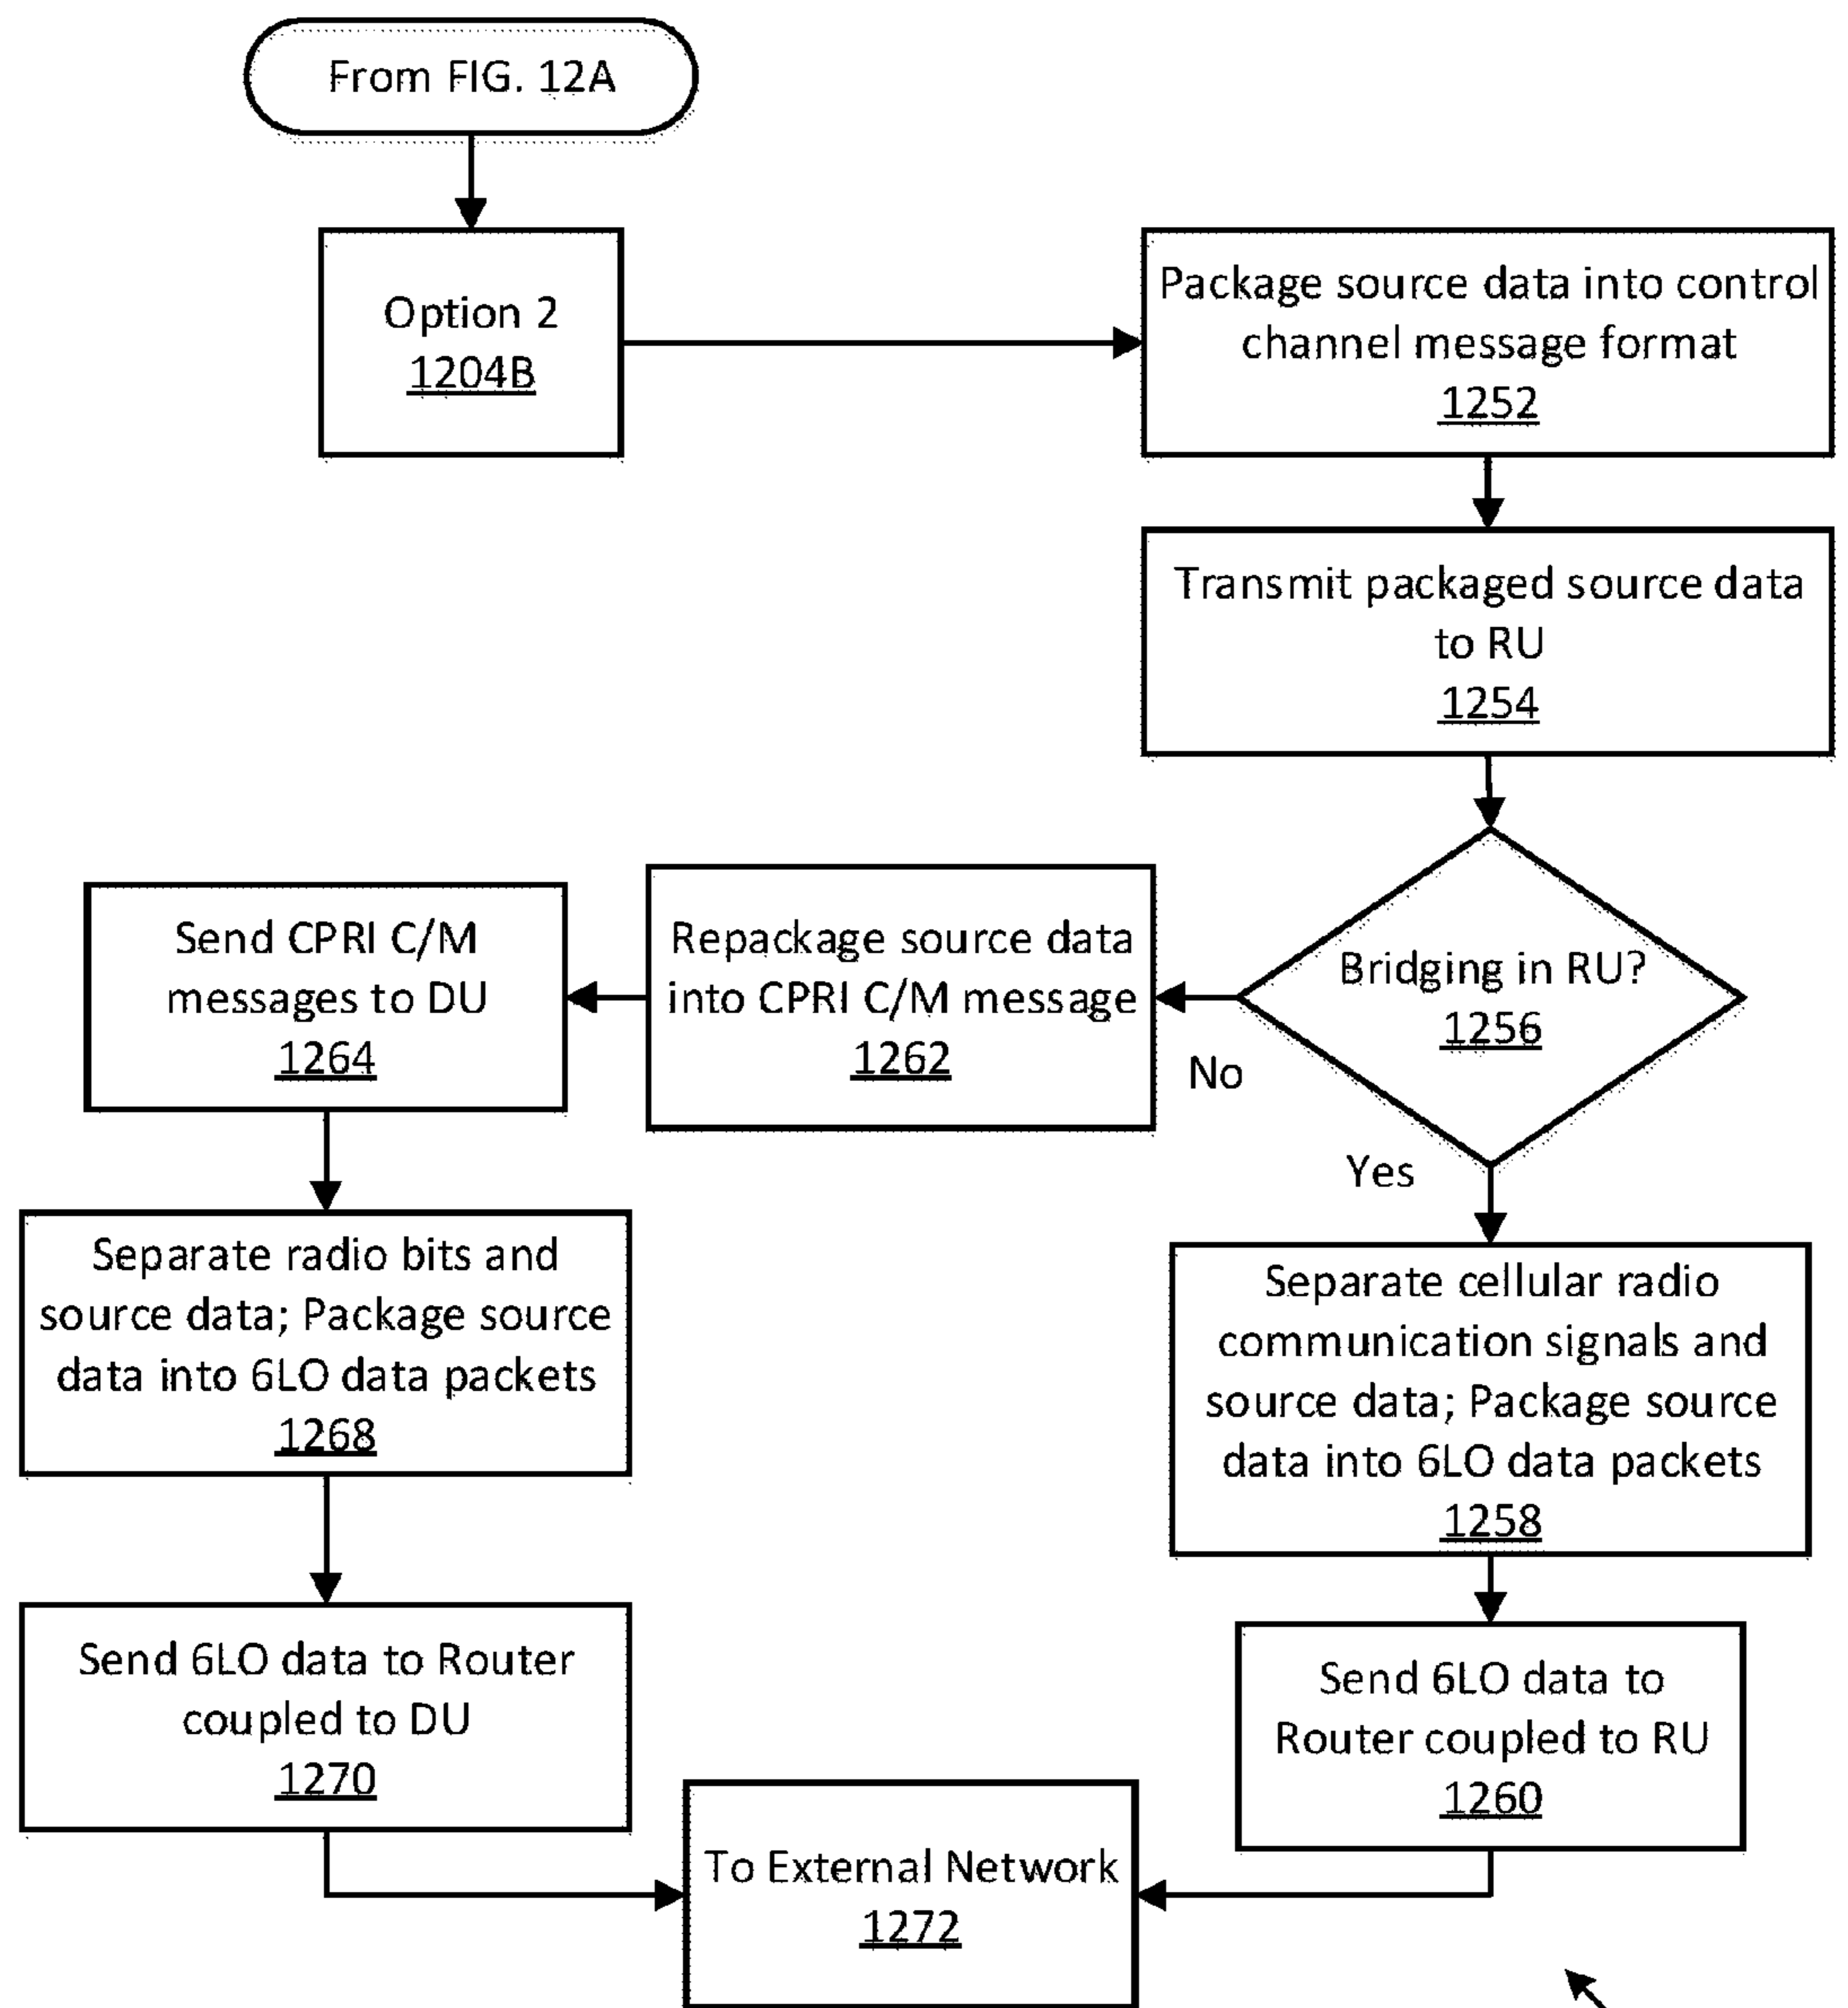 From FIG. 12A
Option 2
1204B
Package source data into control
channel message format
1252
Transmit packaged source data
to RU
1254
Bridging in RU?
1256
No
Yes
Repackage source data
into CPRI C/M message
1262
Send CPRI C/M
messages to DU
1264
Separate radio bits and
source data; Package source
data into 6LO data packets
1268
Send 6LO data to Router
coupled to DU
1270
Separate cellular radio
communication signals and
source data; Package source
data into 6LO data packets
1258
Send 6LO data to
Router coupled to RU
1260
To External Network
1272